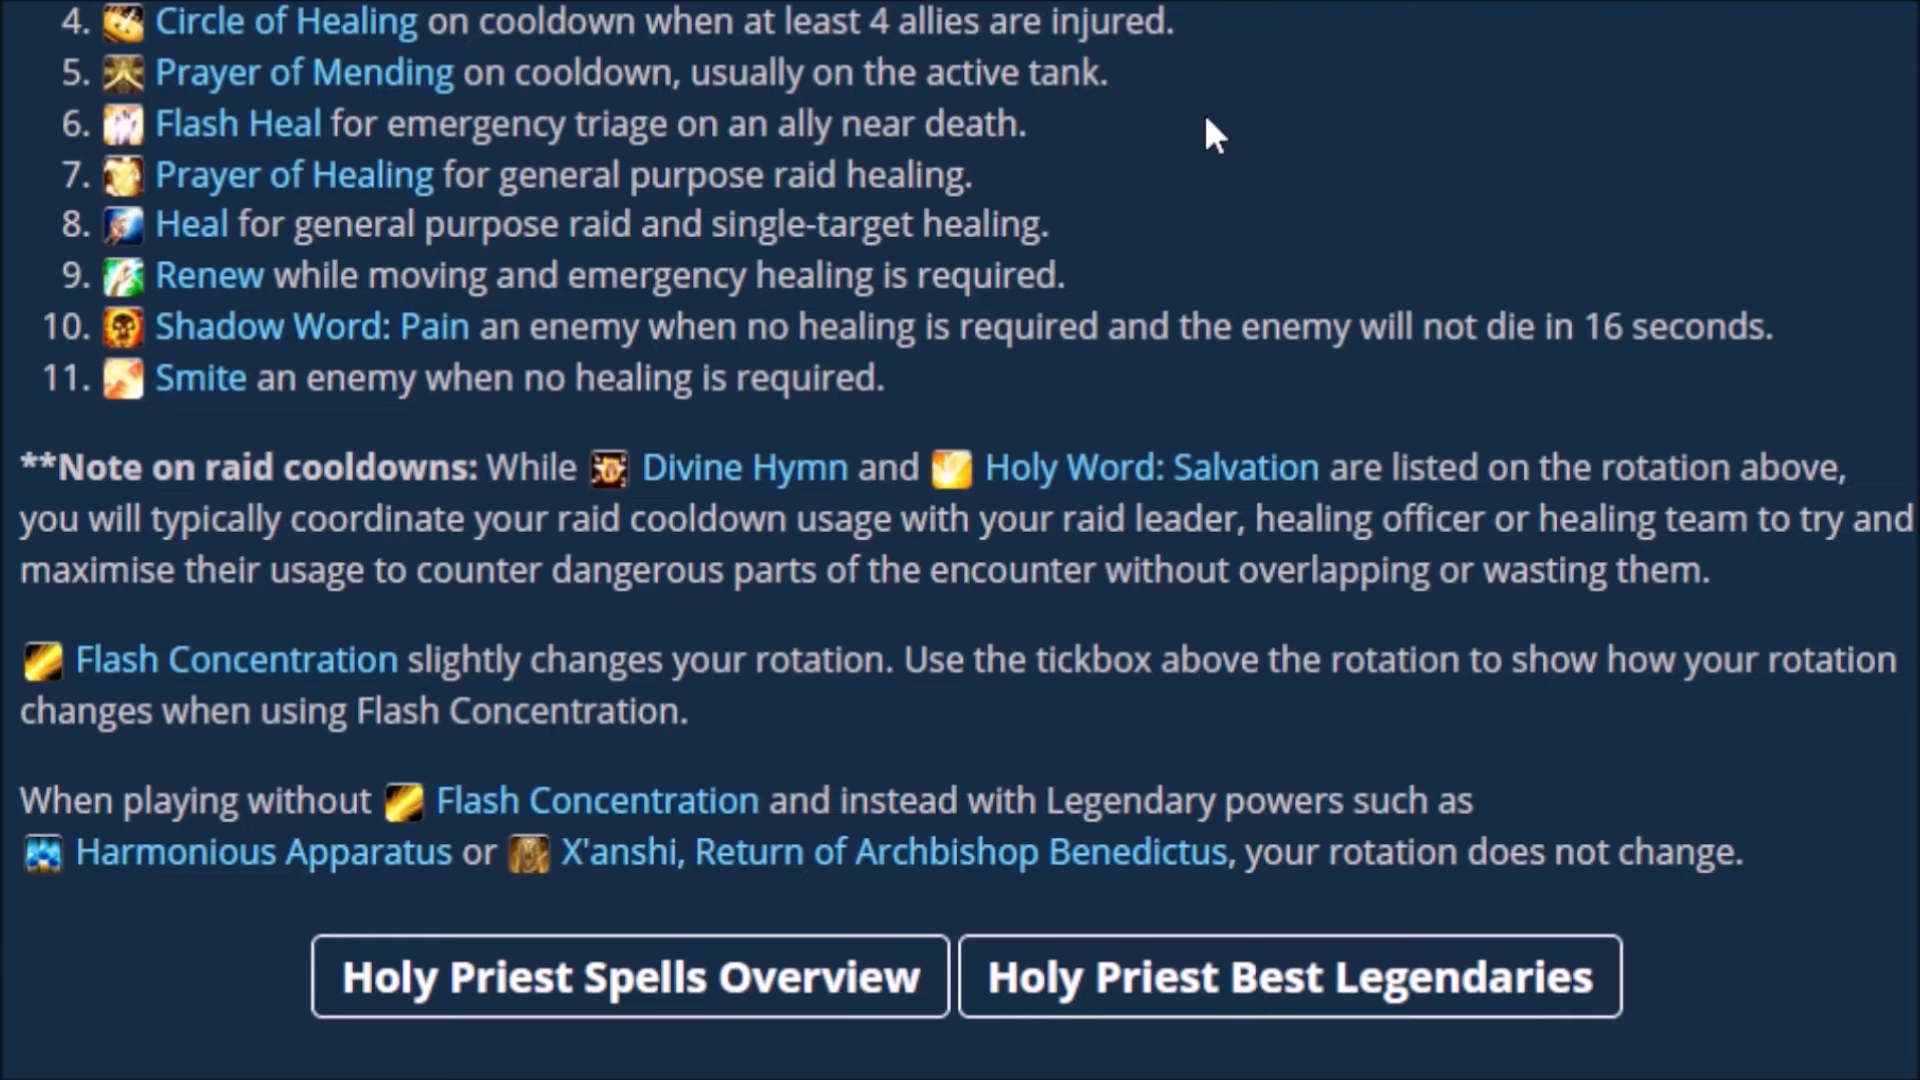 4. Circle of Healing on cooldown when at least 4 allies are injured.
5. Prayer of Mending on cooldown, usually on the active tank.
6. Flash Heal for emergency triage on an ally near death.
7. Prayer of Healing for general purpose raid healing.
8. Heal for general purpose raid and single-target healing.
9. Renew while moving and emergency healing is required.
10. Shadow Word: Pain an enemy when no healing is required and the enemy will not die in 16 seconds.
11. Smite an enemy when no healing is required.
**Note on raid cooldowns: While Divine Hymn and Holy Word: Salvation are listed on the rotation above,
you will typically coordinate your raid cooldown usage with your raid leader, healing officer or healing team to try and
maximise their usage to counter dangerous parts of the encounter without overlapping or wasting them.
Flash Concentration slightly changes your rotation. Use the tickbox above the rotation to show how your rotation
changes when using Flash Concentration.
When playing without Flash Concentration and instead with Legendary powers such as
Harmonious Apparatus or X'anshi, Return of Archbishop Benedictus, your rotation does not change.
Holy Priest Spells Overview Holy Priest Best Legendaries